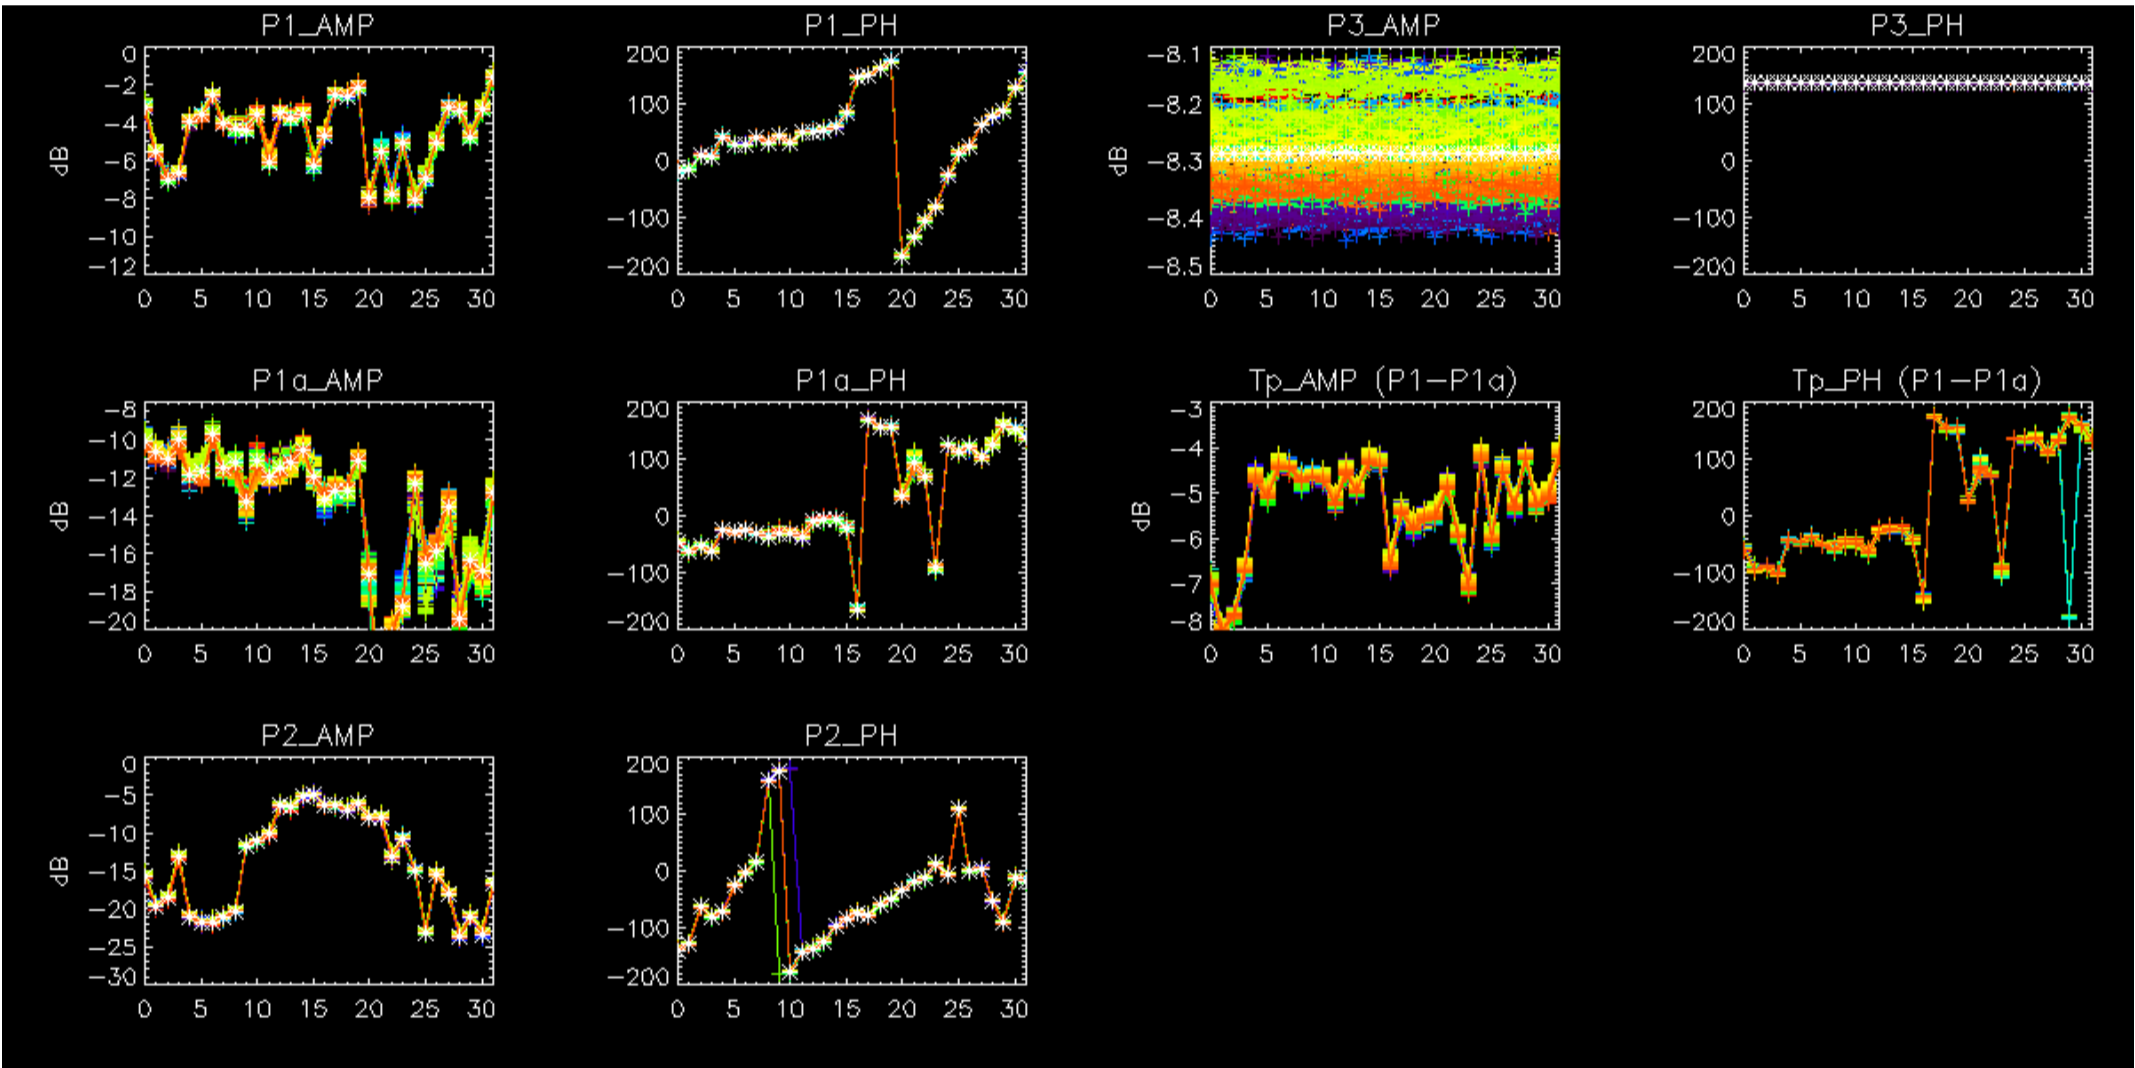 P1_AMP
dB
0
−2
−4
−6
−8
−10
−12
0 5 10 15 20 25 30
P1_PH
200
100
0
−100
−200
0 5 10 15 20 25 30
P3_AMP
dB
−8.1
−8.2
−8.3
−8.4
−8.5
0 5 10 15 20 25 30
P3_PH
200
100
0
−100
−200
0 5 10 15 20 25 30
P1a_AMP
dB
−8
−10
−12
−14
−16
−18
−20
0 5 10 15 20 25 30
P1a_PH
200
100
0
−100
−200
0 5 10 15 20 25 30
Tp_AMP (P1−P1a)
dB
−3
−4
−5
−6
−7
−8
0 5 10 15 20 25 30
Tp_PH (P1−P1a)
200
100
0
−100
−200
0 5 10 15 20 25 30
P2_AMP
dB
0
−5
−10
−15
−20
−25
−30
0 5 10 15 20 25 30
P2_PH
200
100
0
−100
−200
0 5 10 15 20 25 30